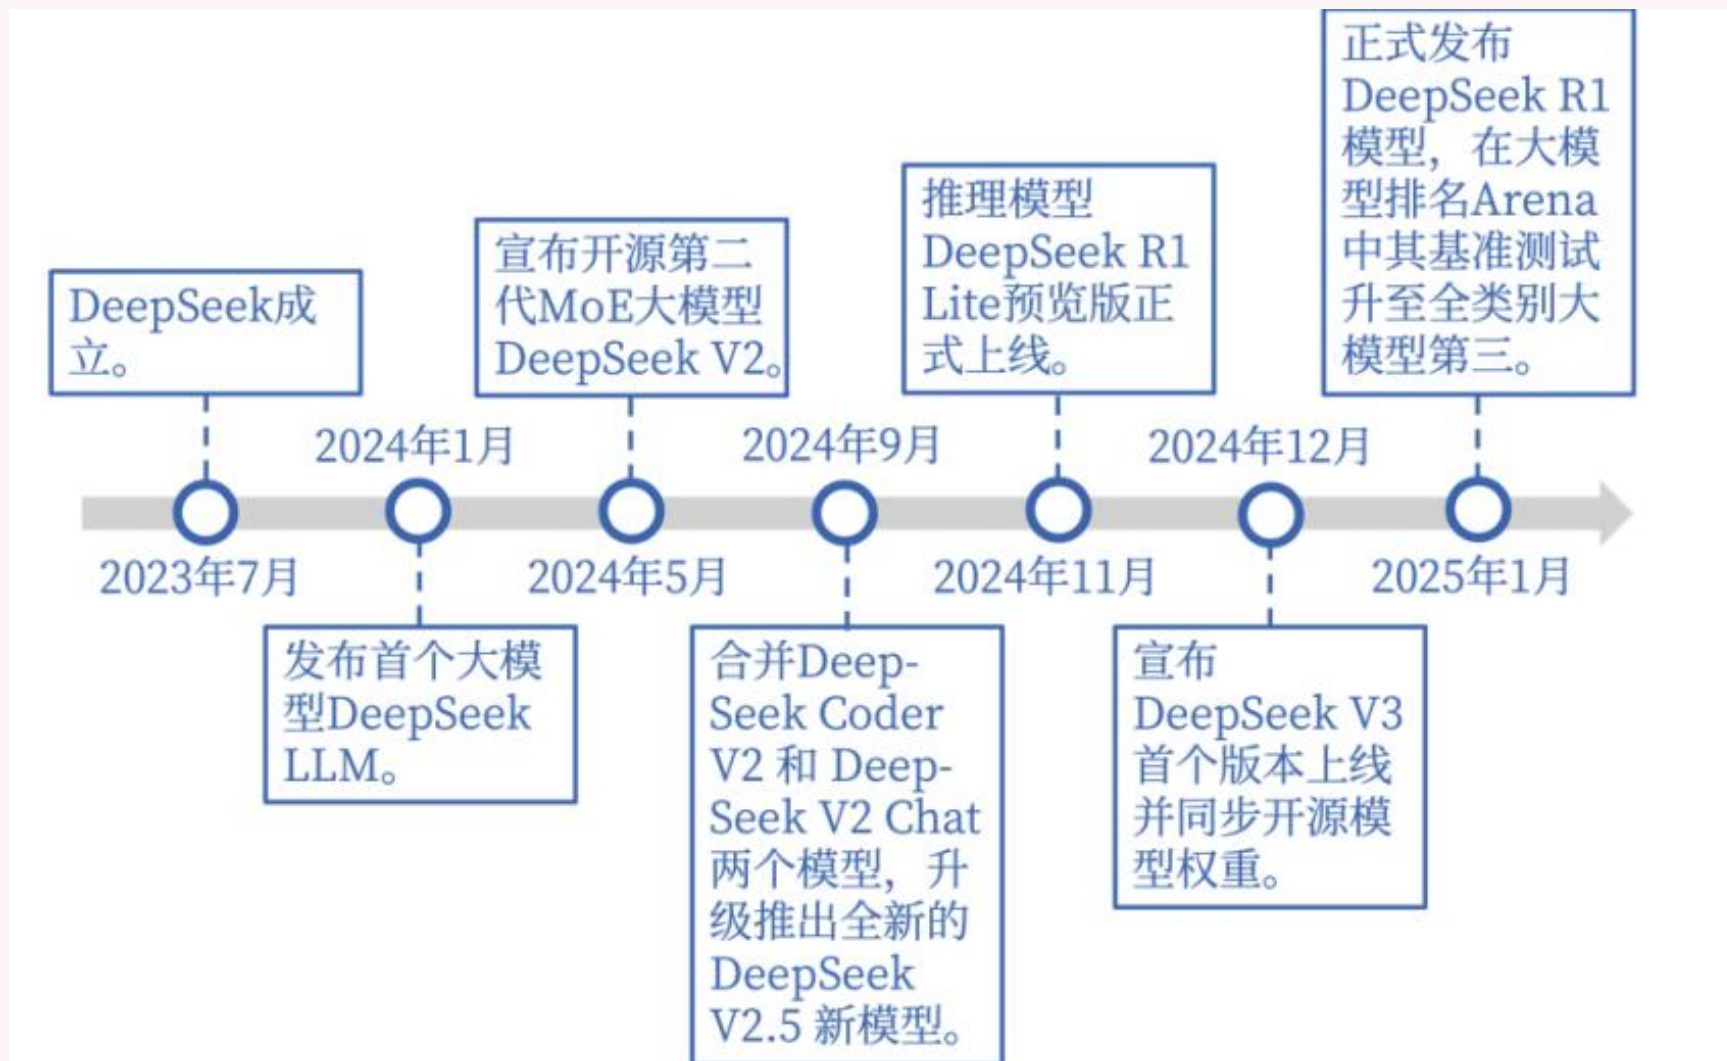 DeepSeek成
立。
2023年7月
2024年1月
发布首个大模
型DeepSeek
LLM。
宣布开源第二
代MoE大模型
DeepSeek V2。
2024年5月
2024年9月
合并Deep-
Seek Coder
V2 和 Deep-
Seek V2 Chat
两个模型，升
级推出全新的
DeepSeek
V2.5 新模型。
推理模型
DeepSeek R1
Lite预览版正
式上线。
2024年11月
2024年12月
宣布
DeepSeek V3
首个版本上线
并同步开源模
型权重。
正式发布
DeepSeek R1
模型，在大模
型排名Arena
中其基准测试
升至全类别大
模型第三。
2025年1月